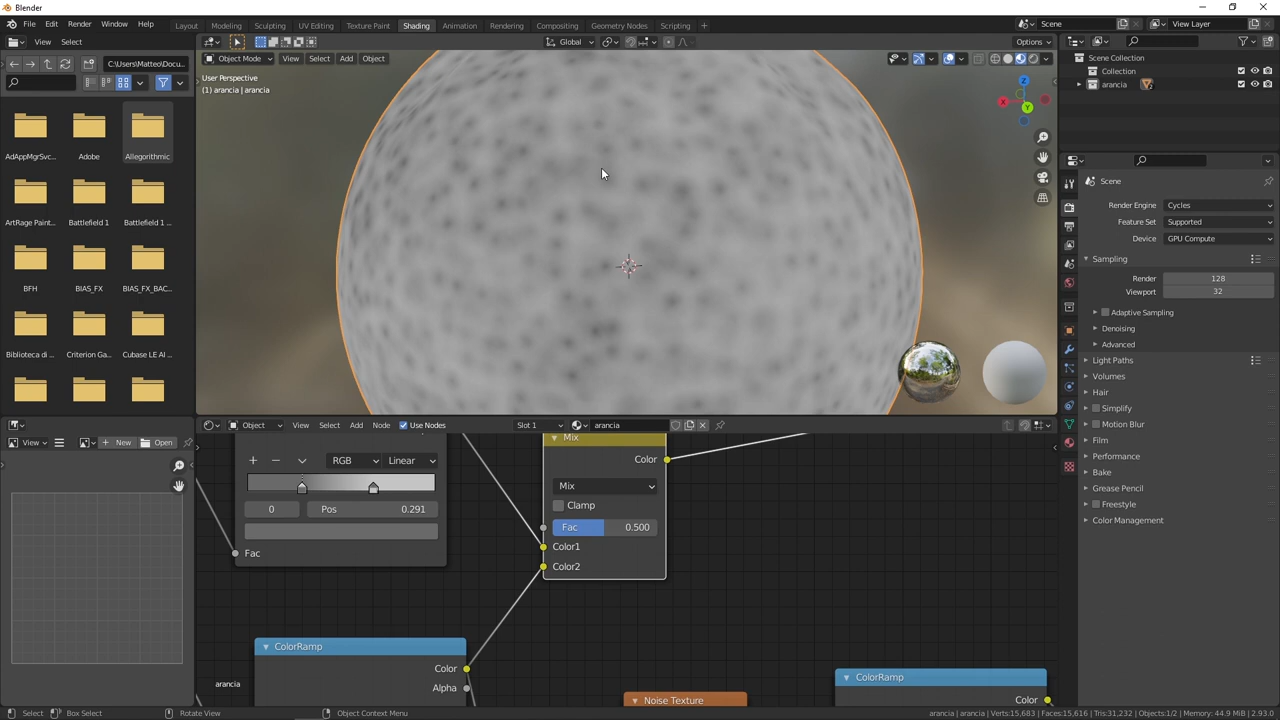 Blender
File Edit Render Window Help
Layout Modeling Sculpting UV Editing Texture Paint Shading Animation Rendering Compositing Geometry Nodes Scripting +
Scene
View Layer
View Select
Global
Options
C:\Users\Matteo\Docu...
Object Mode View Select Add Object
User Perspective
(1) arancia | arancia
X
Y
Z
AdAppMgrSvc...
Adobe
Allegorithmic
ArtRage Paint...
Battlefield 1
Battlefield 1 ...
BFH
BIAS_FX
BIAS_FX_BAC...
Biblioteca di ...
Criterion Ga...
Cubase LE AI ...
Scene Collection
Collection
arancia
Scene
Render Engine Cycles
Feature Set Supported
Device GPU Compute
Sampling
Render 128
Viewport 32
Adaptive Sampling
Denoising
Advanced
Light Paths
Volumes
Hair
Simplify
Motion Blur
Film
Performance
Bake
Grease Pencil
Freestyle
Color Management
View
New
Open
Object View Select Add Node Use Nodes
Slot 1
arancia
RGB Linear
0 Pos 0.291
Fac
Mix
Color
Mix
Clamp
Fac 0.500
Color1
Color2
ColorRamp
Color
Alpha
arancia
Noise Texture
ColorRamp
Color
Select Box Select Rotate View Object Context Menu
arancia | arancia | Verts:15,683 | Faces:15,616 | Tris:31,232 | Objects:1/2 | Memory: 44.9 MiB | 2.93.0